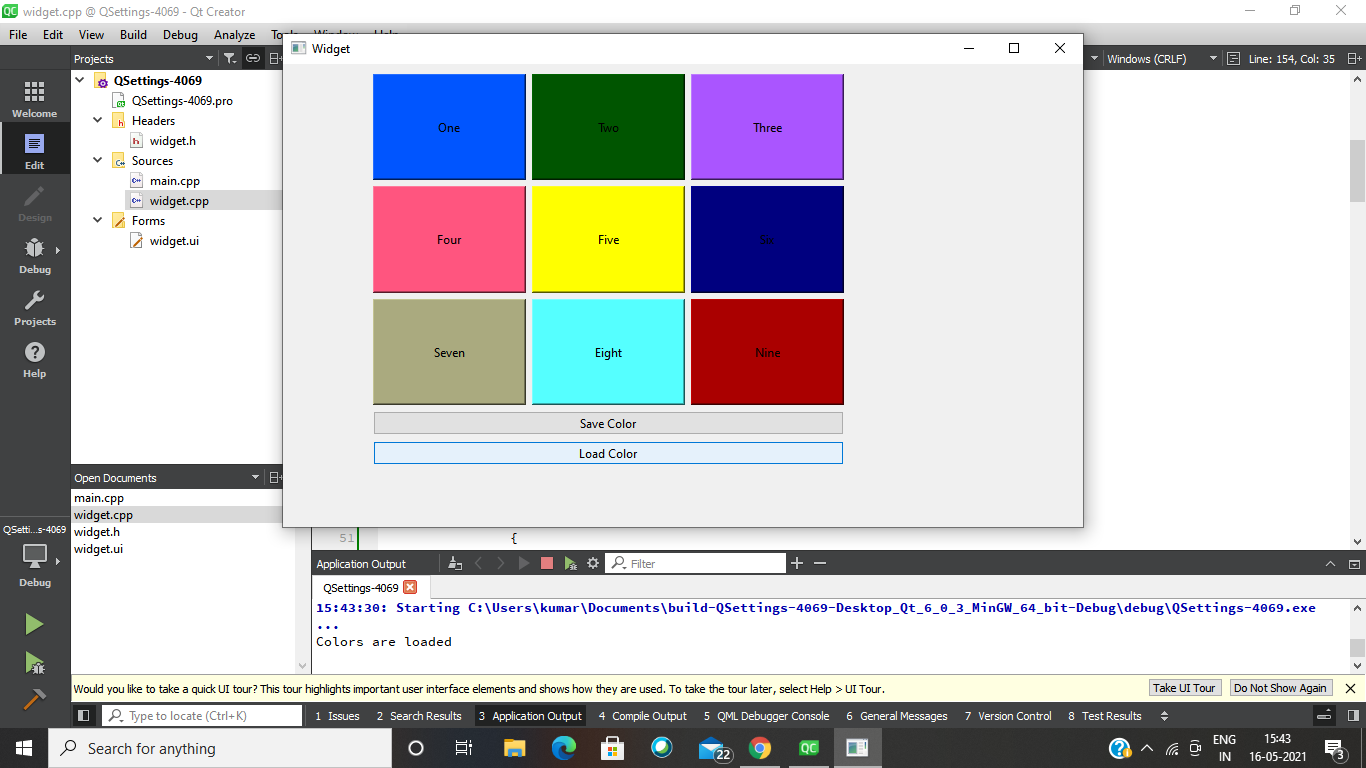 widget.cpp @ QSettings-4069 - Qt Creator
File Edit View Build Debug Analyze
Widget
Projects
Windows (CRLF) Line: 154, Col: 35
QSettings-4069
QSettings-4069.pro
Headers
widget.h
Sources
main.cpp
widget.cpp
Forms
widget.ui
Welcome
Edit
Design
Debug
Projects
Help
One Two Three
Four Five Six
Seven Eight Nine
Save Color
Load Color
Open Documents
main.cpp
widget.cpp
widget.h
widget.ui
QSetti...s-4069
Debug
51 {
Application Output Filter
QSettings-4069
15:43:30: Starting C:\Users\kumar\Documents\build-QSettings-4069-Desktop_Qt_6_0_3_MinGW_64_bit-Debug\debug\QSettings-4069.exe
...
Colors are loaded
Would you like to take a quick UI tour? This tour highlights important user interface elements and shows how they are used. To take the tour later, select Help > UI Tour. Take UI Tour Do Not Show Again
Type to locate (Ctrl+K) 1 Issues 2 Search Results 3 Application Output 4 Compile Output 5 QML Debugger Console 6 General Messages 7 Version Control 8 Test Results
Search for anything 22 ENG 15:43
IN 16-05-2021 3